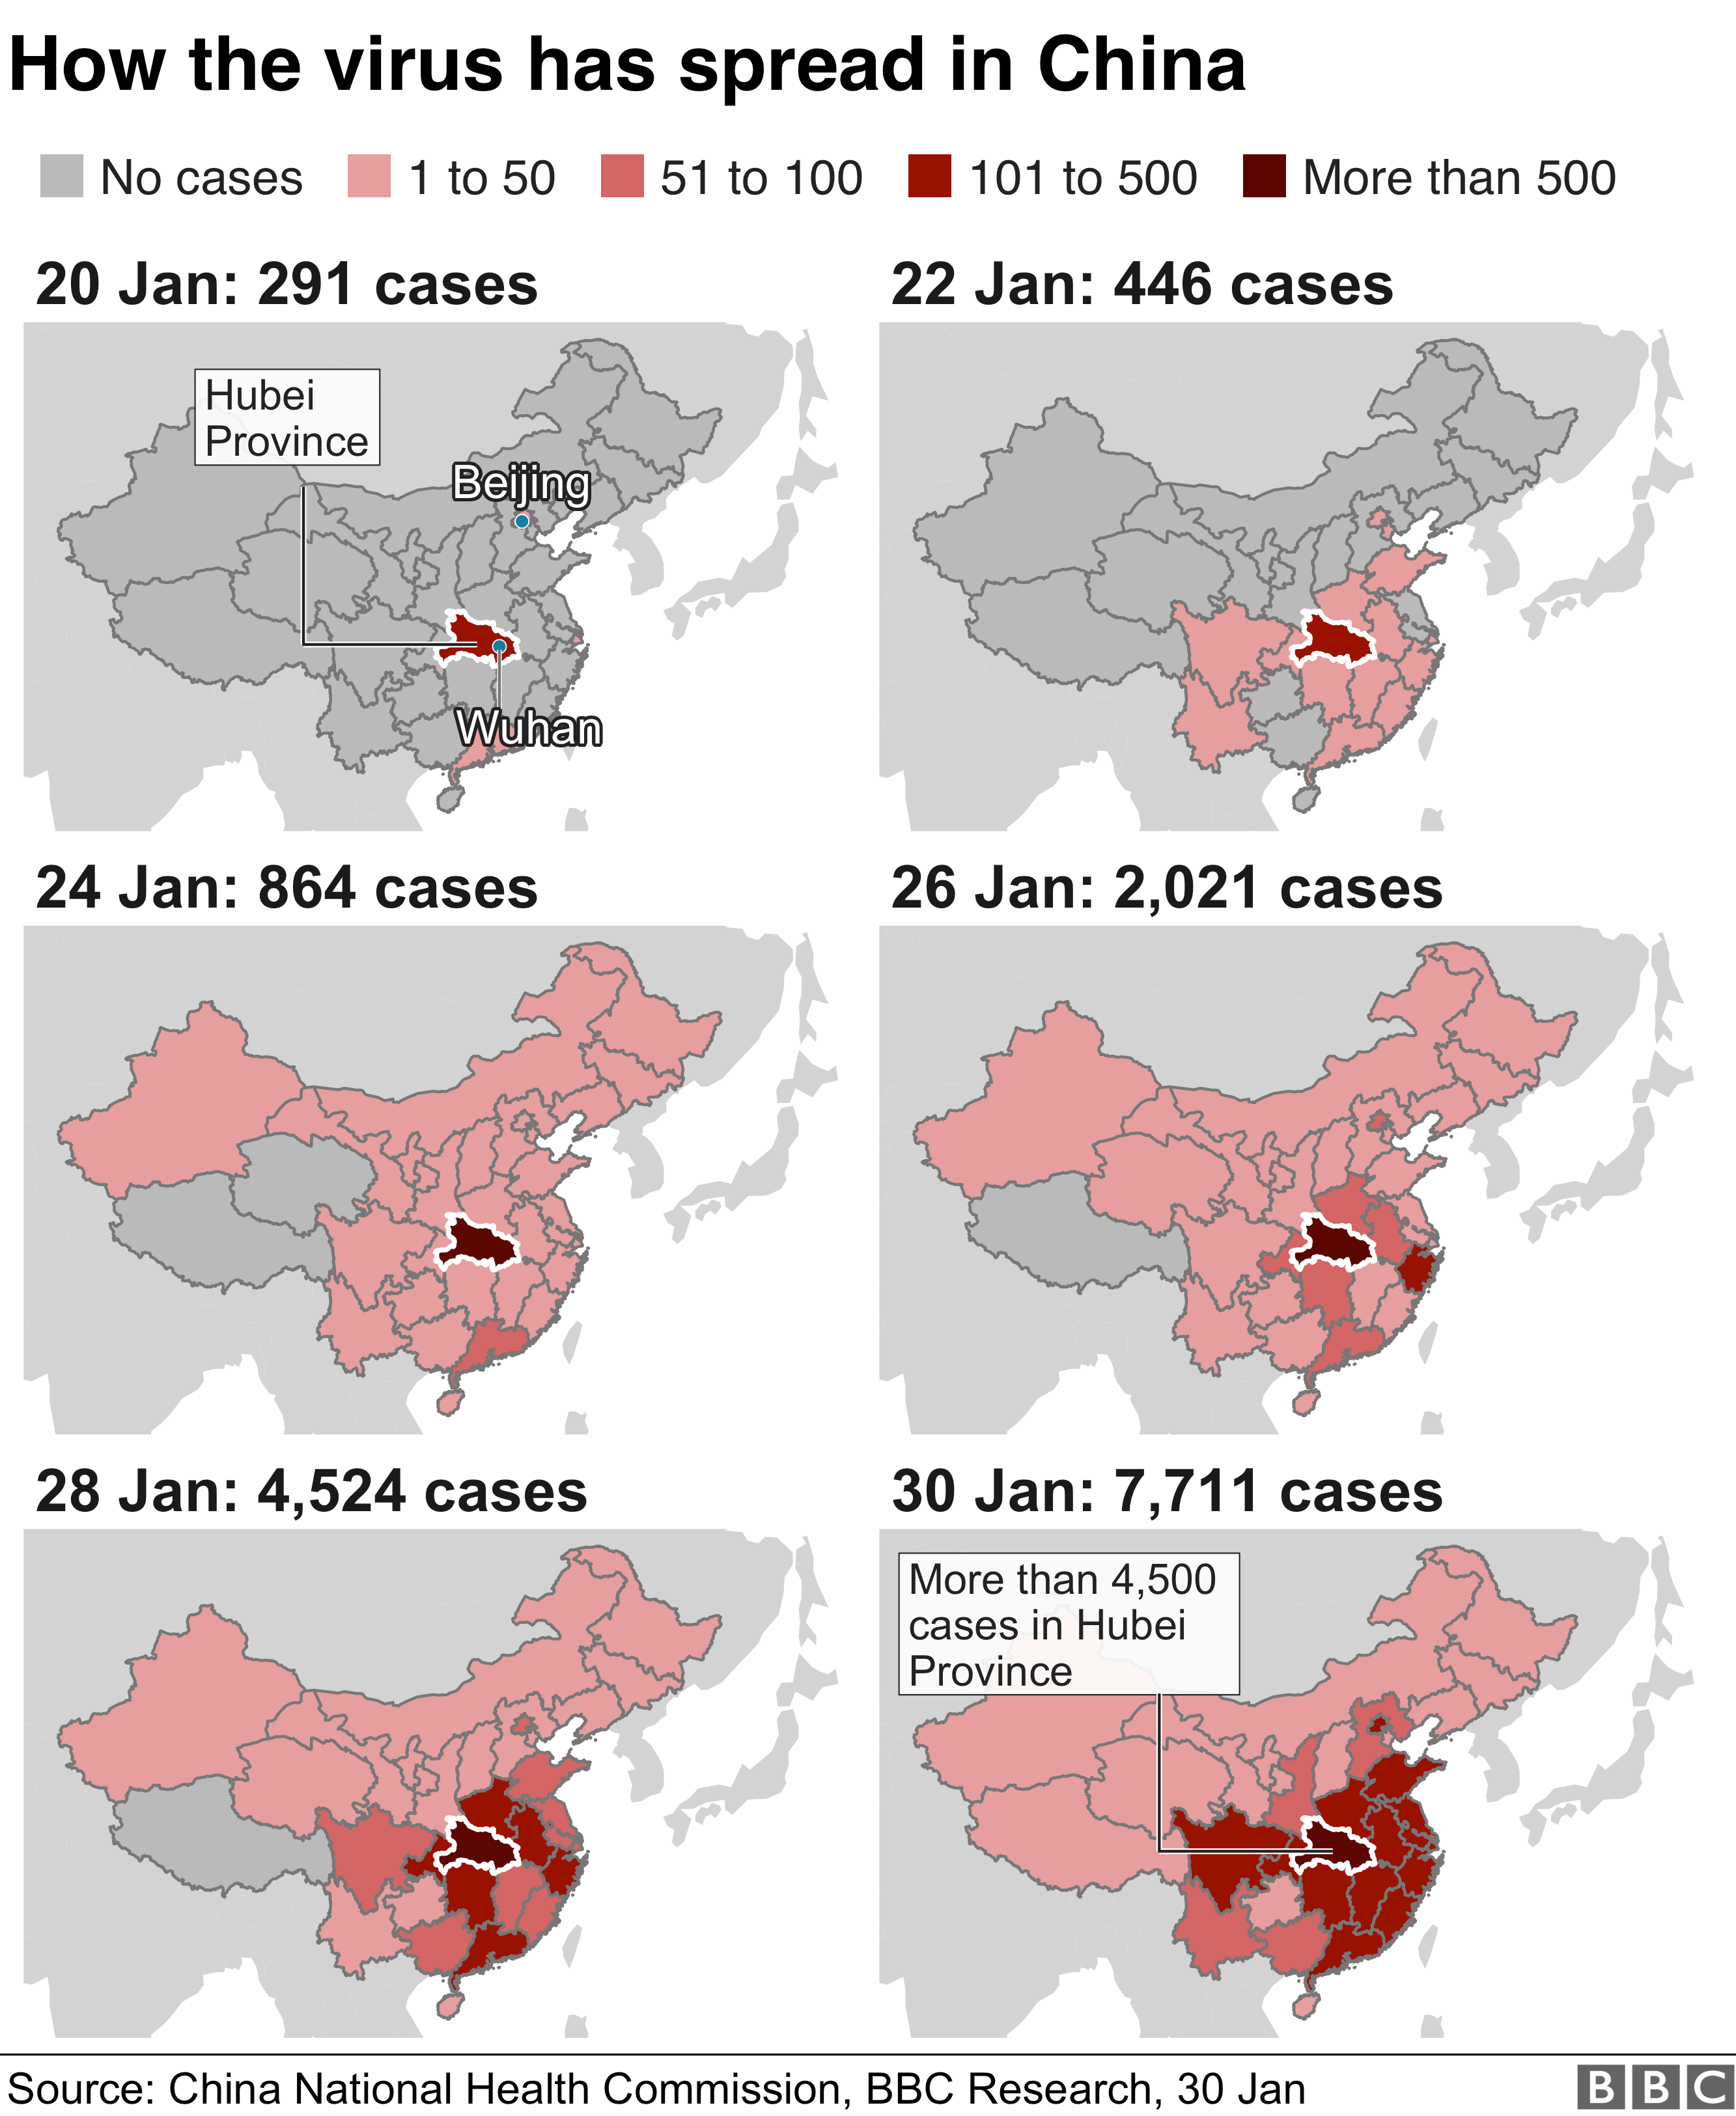 How the virus has spread in China
No cases 1 to 50 51 to 100 101 to 500 More than 500
20 Jan: 291 cases
Hubei
Province
Beijing
Wuhan
22 Jan: 446 cases
24 Jan: 864 cases
26 Jan: 2,021 cases
28 Jan: 4,524 cases
30 Jan: 7,711 cases
More than 4,500
cases in Hubei
Province
Source: China National Health Commission, BBC Research, 30 Jan
BBC